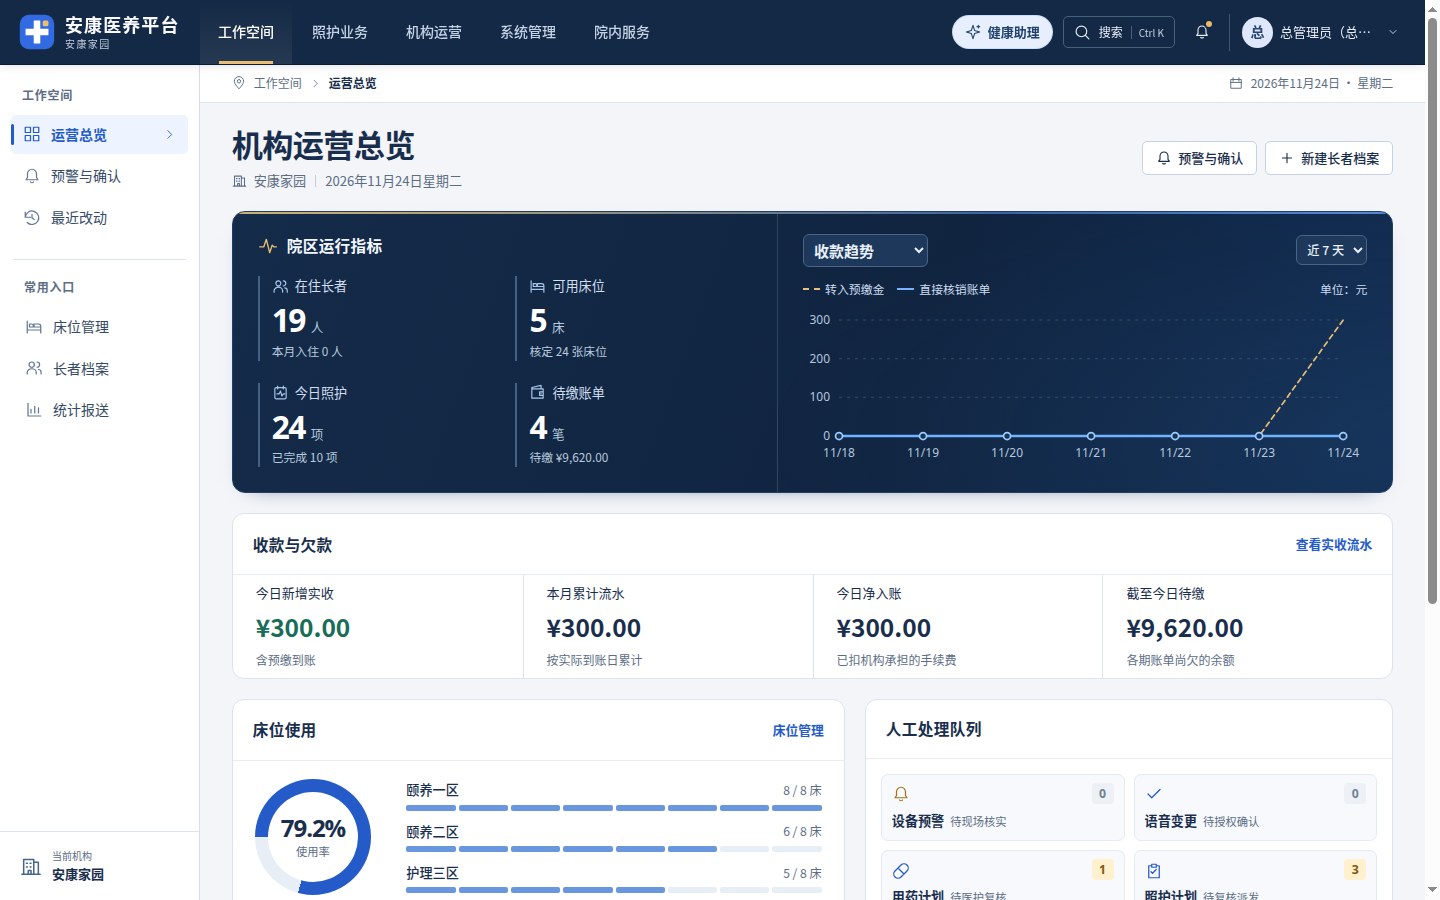 安康医养平台
安康家园
工作空间
照护业务
机构运营
系统管理
院内服务
健康助理
搜索
Ctrl K
总
总管理员（总···
工作空间
运营总览
预警与确认
最近改动
常用入口
床位管理
长者档案
统计报送
当前机构
安康家园
工作空间 > 运营总览
2026年11月24日 · 星期二
机构运营总览
安康家园 | 2026年11月24日星期二
预警与确认
新建长者档案
院区运行指标
在住长者
19 人
本月入住 0 人
可用床位
5 床
核定 24 张床位
今日照护
24 项
已完成 10 项
待缴账单
4 笔
待缴 ¥9,620.00
收款趋势
近 7 天
转入预缴金
直接核销账单
单位：元
300
200
100
0
11/18
11/19
11/20
11/21
11/22
11/23
11/24
收款与欠款
查看实收流水
今日新增实收
¥300.00
含预缴到账
本月累计流水
¥300.00
按实际到账日累计
今日净入账
¥300.00
已扣机构承担的手续费
截至今日待缴
¥9,620.00
各期账单尚欠的余额
床位使用
床位管理
79.2%
使用率
颐养一区
8 / 8 床
颐养二区
6 / 8 床
护理三区
5 / 8 床
人工处理队列
0
设备预警 待现场核实
0
语音变更 待授权确认
1
用药计划 待医护复核
3
照护计划 待复核派发